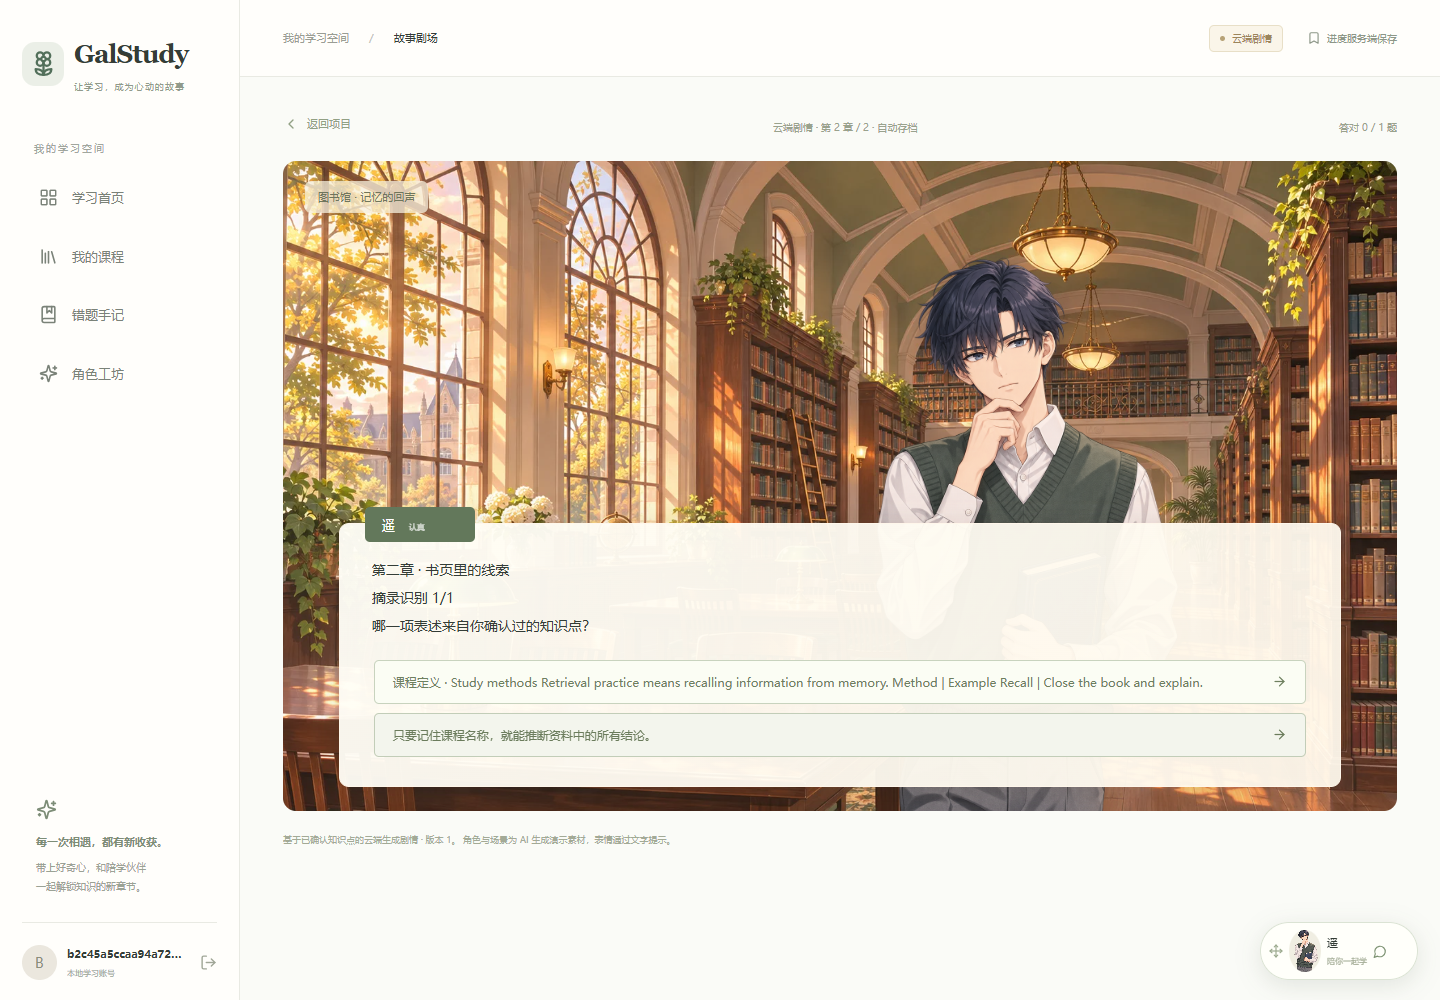 GalStudy
让学习，成为心动的故事
我的学习空间
学习首页
我的课程
错题手记
角色工坊
每一次相遇，都有新收获。
带上好奇心，和陪学伙伴
一起解锁知识的新章节。
B
b2c45a5ccaa94a72...
本地学习账号
我的学习空间 / 故事剧场
云端剧情
进度服务端保存
返回项目
云端剧情 · 第 2 章 / 2 · 自动存档
答对 0 / 1 题
图书馆 · 记忆的回声
遥 认真
第二章 · 书页里的线索
摘录识别 1/1
哪一项表述来自你确认过的知识点？
课程定义 · Study methods Retrieval practice means recalling information from memory. Method | Example Recall | Close the book and explain.
只要记住课程名称，就能推断资料中的所有结论。
基于已确认知识点的云端生成剧情 · 版本 1。 角色与场景为 AI 生成演示素材，表情通过文字提示。
遥
陪你一起学